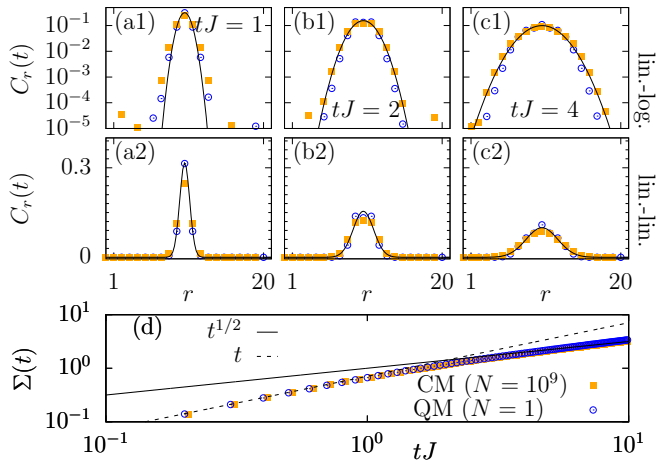 (a1) tJ = 1 (b1) tJ = 2 (c1) tJ = 4
C_r(t) 10^{-1} 10^{-2} 10^{-3} 10^{-4} 10^{-5} lin.-log.
(a2) (b2) (c2)
C_r(t) 0.3 0 lin.-lin.
1 r 20 1 r 20 1 r 20
(d) t^{1/2}
t
Σ(t) 10^1 10^0 10^{-1}
CM (N = 10^9)
QM (N = 1)
10^{-1} 10^0 10^1
tJ